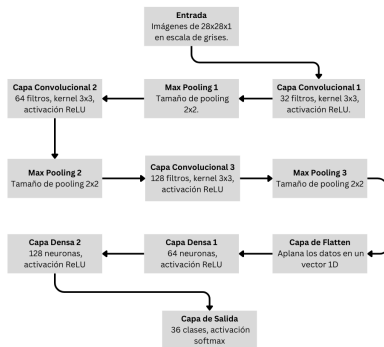 Entrada
Imágenes de 28x28x1
en escala de grises.
Capa Convolucional 1
32 filtros, kernel 3x3,
activación ReLU.
Max Pooling 1
Tamaño de pooling
2x2.
Capa Convolucional 2
64 filtros, kernel 3x3,
activación ReLU
Max Pooling 2
Tamaño de pooling 2x2
Capa Convolucional 3
128 filtros, kernel 3x3,
activación ReLU
Max Pooling 3
Tamaño de pooling 2x2
Capa de Flatten
Aplana los datos en un
vector 1D
Capa Densa 1
64 neuronas,
activación ReLU
Capa Densa 2
128 neuronas,
activación ReLU
Capa de Salida
36 clases, activación
softmax